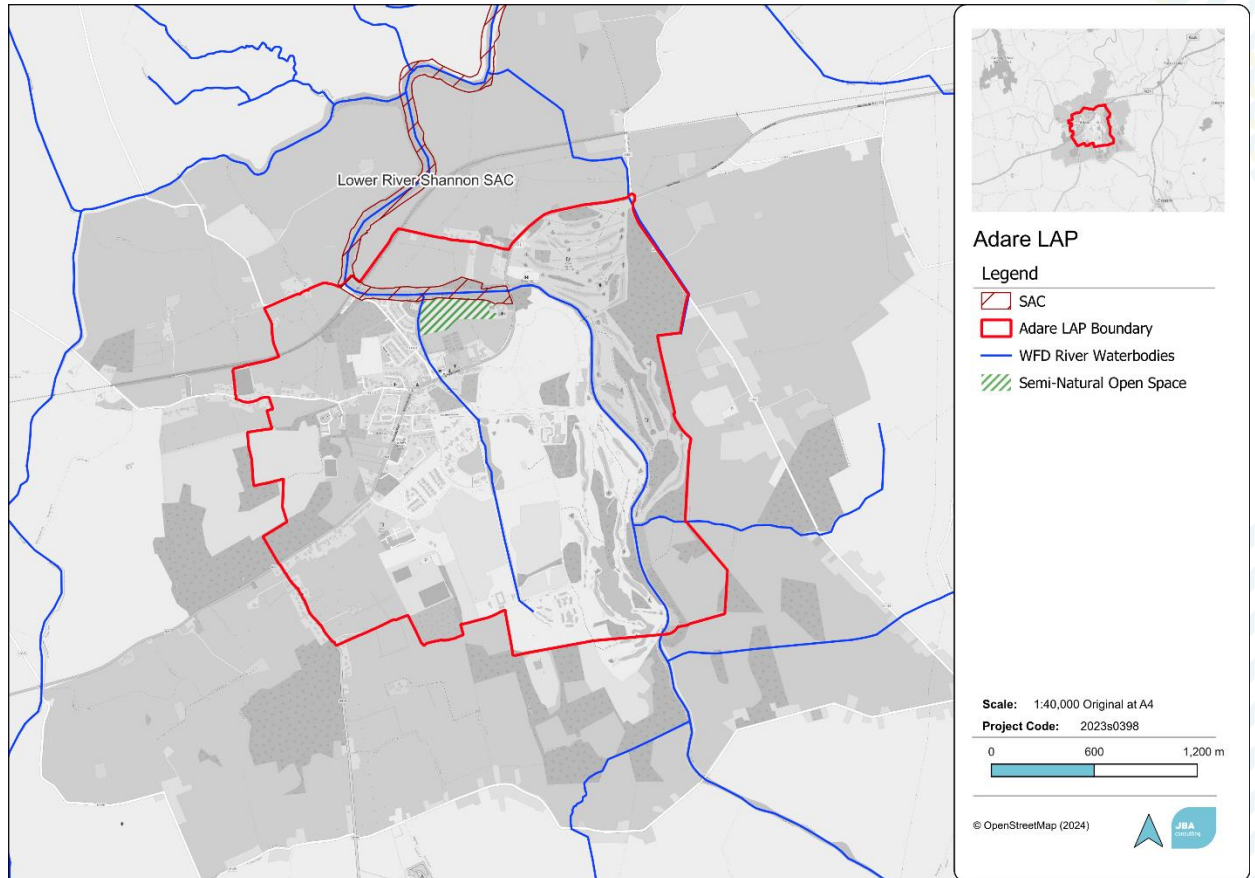 Lower River Shannon SAC
Adare LAP
Legend
SAC
Adare LAP Boundary
WFD River Waterbodies
Semi-Natural Open Space
Scale: 1:40,000 Original at A4
Project Code: 2023s0398
0 600 1,200 m
© OpenStreetMap (2024)
JBA
consulting